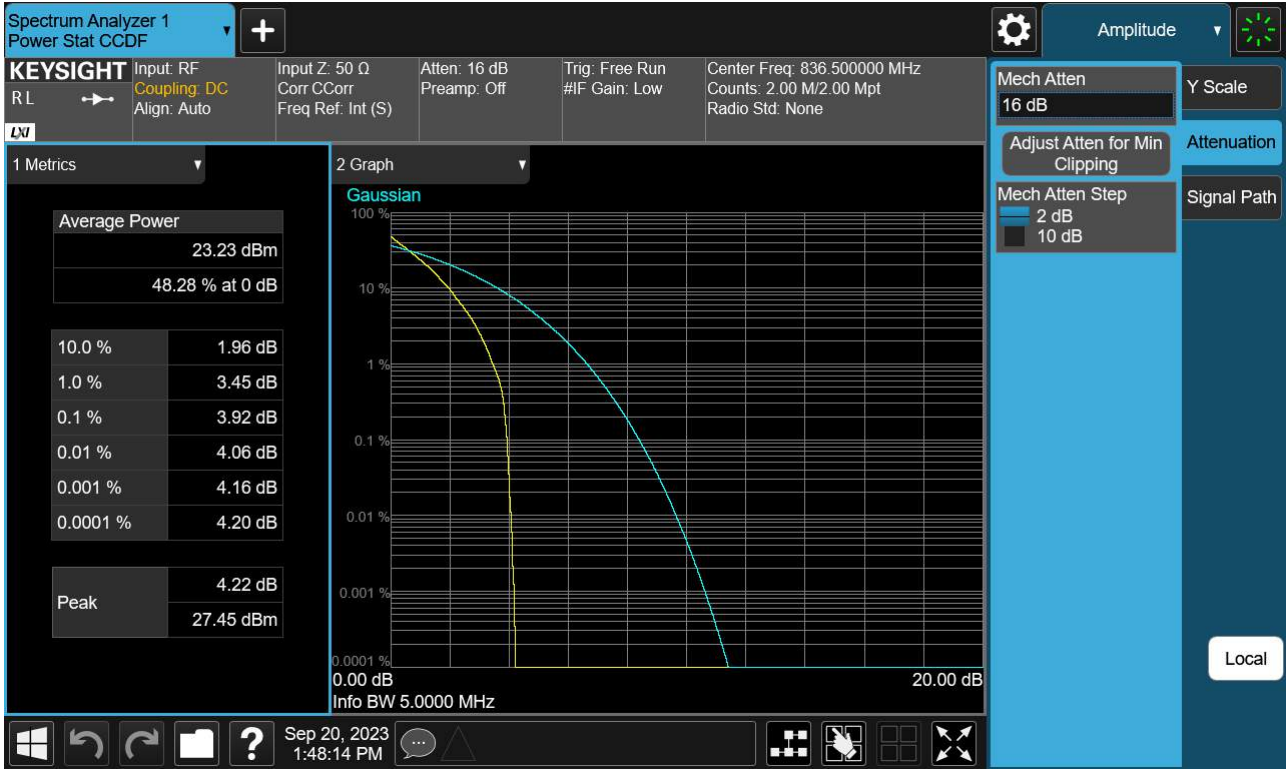 Spectrum Analyzer 1
Power Stat CCDF
Amplitude
KEYSIGHT
R L
LXI
Input: RF
Coupling: DC
Align: Auto
Input Z: 50 Ω
Corr CCorr
Freq Ref: Int (S)
Atten: 16 dB
Preamp: Off
Trig: Free Run
#IF Gain: Low
Center Freq: 836.500000 MHz
Counts: 2.00 M/2.00 Mpt
Radio Std: None
1 Metrics
Average Power
23.23 dBm
48.28 % at 0 dB
10.0 % 1.96 dB
1.0 % 3.45 dB
0.1 % 3.92 dB
0.01 % 4.06 dB
0.001 % 4.16 dB
0.0001 % 4.20 dB
Peak
4.22 dB
27.45 dBm
2 Graph
Gaussian
100 %
10 %
1 %
0.1 %
0.01 %
0.001 %
0.0001 %
0.00 dB 20.00 dB
Info BW 5.0000 MHz
Mech Atten
16 dB
Adjust Atten for Min
Clipping
Mech Atten Step
2 dB
10 dB
Y Scale
Attenuation
Signal Path
Local
?
Sep 20, 2023
1:48:14 PM